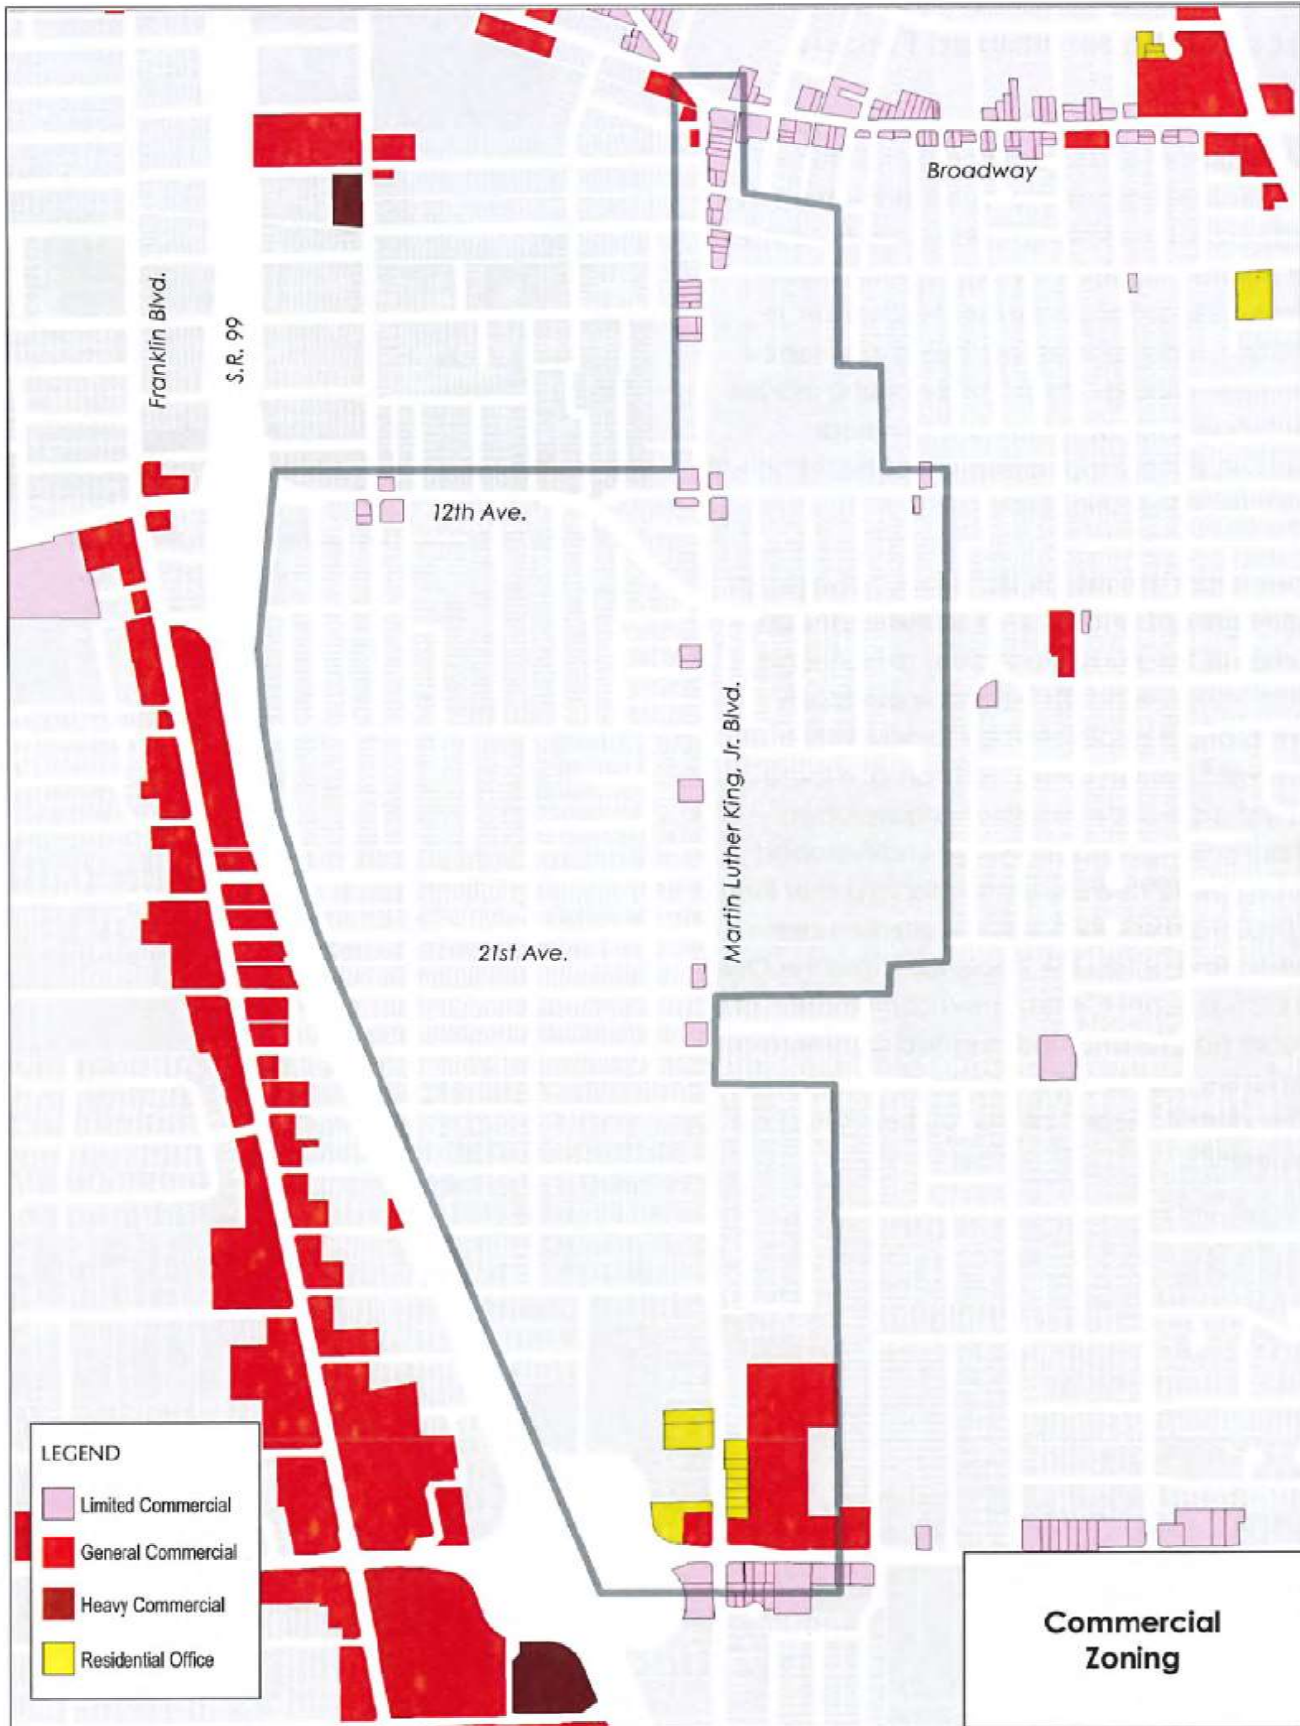 Broadway
Franklin Blvd.
S.R. 99
12th Ave.
Martin Luther King, Jr. Blvd.
21st Ave.
LEGEND
Limited Commercial
General Commercial
Heavy Commercial
Residential Office
Commercial
Zoning